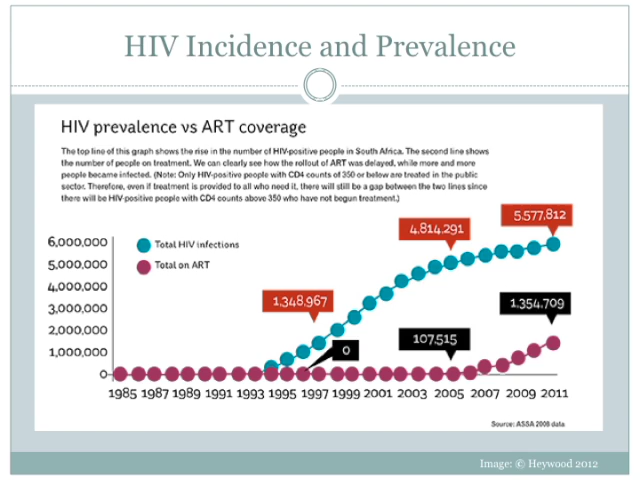 HIV Incidence and Prevalence
HIV prevalence vs ART coverage
The top line of this graph shows the rise in the number of HIV-positive people in South Africa. The second line shows
the number of people on treatment. We can clearly see how the rollout of ART was delayed, while more and more
people became infected. (Note: Only HIV-positive people with CD4 counts of 350 or below are treated in the public
sector. Therefore, even if treatment is provided to all who need it, there will still be a gap between the two lines since
there will be HIV-positive people with CD4 counts above 350 who have not begun treatment.)
6,000,000
5,000,000
4,000,000
3,000,000
2,000,000
1,000,000
0
Total HIV infections
Total on ART
1,348,967
4,814,291
5,577,812
0
107,515
1,354,709
1985 1987 1989 1991 1993 1995 1997 1999 2001 2003 2005 2007 2009 2011
Source: ASSA 2008 data
Image: © Heywood 2012